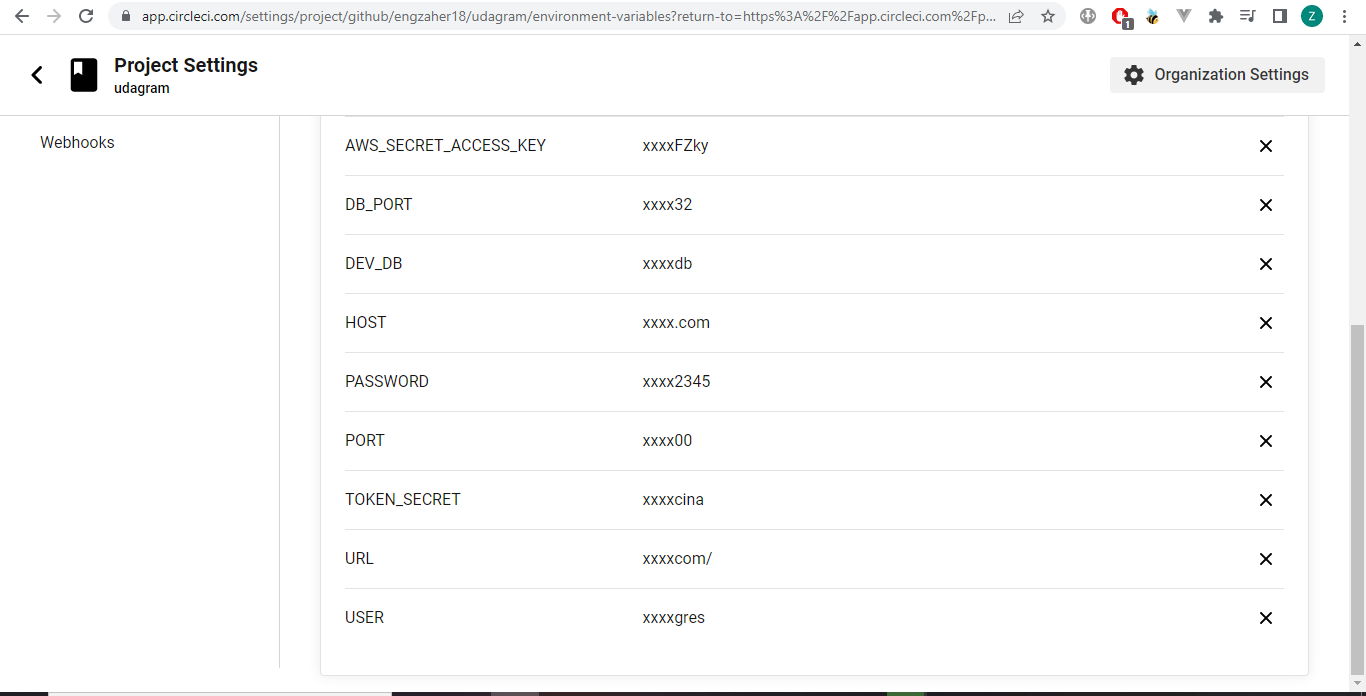 app.circleci.com/settings/project/github/engzaher18/udagram/environment-variables?return-to=https%3A%2F%2Fapp.circleci.com%2Fp...
1
Z
Project Settings
udagram
Organization Settings
Webhooks
AWS_SECRET_ACCESS_KEY xxxxFZky
DB_PORT xxxx32
DEV_DB xxxxdb
HOST xxxx.com
PASSWORD xxxx2345
PORT xxxx00
TOKEN_SECRET xxxxcina
URL xxxxcom/
USER xxxxgres